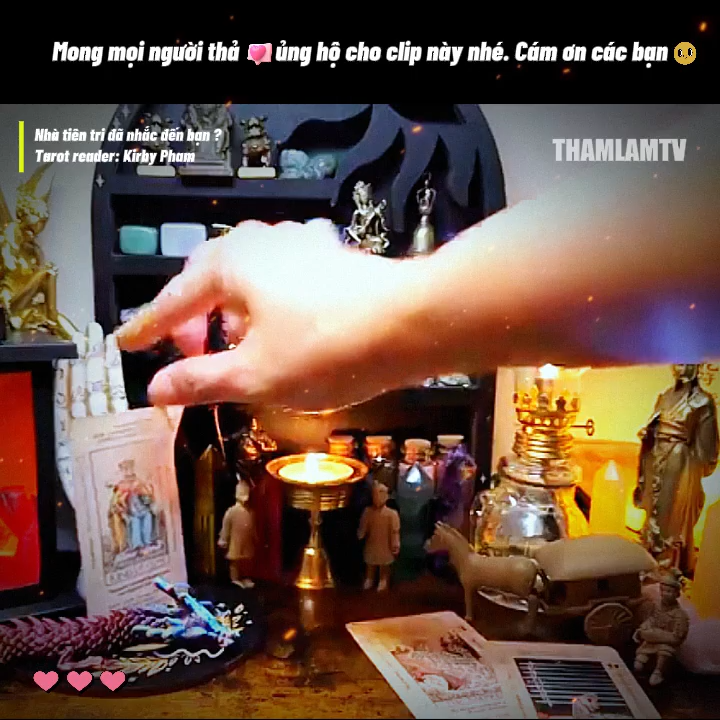 Mong mọi người thả 💗 ủng hộ cho clip này nhé. Cám ơn các bạn 🙂
Nhà tiên tri đã nhắc đến bạn ?
Tarot reader: Kirby Pham
THAMLAMTV